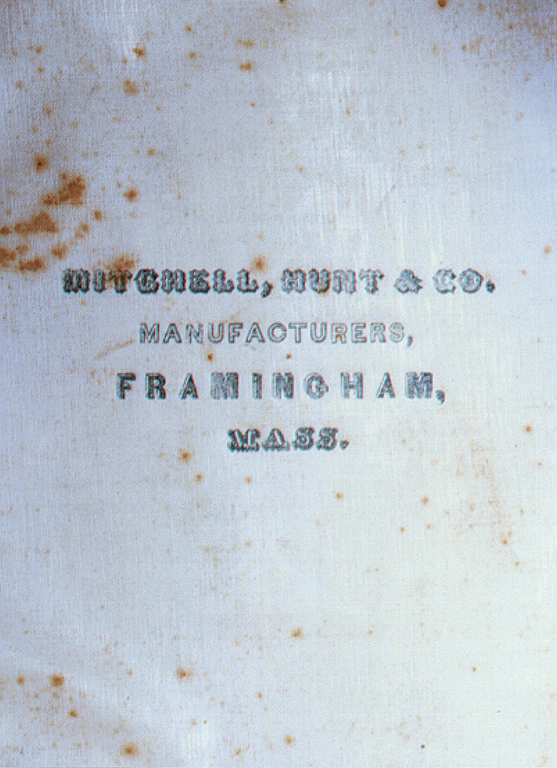 MITCHELL, HUNT & CO.
MANUFACTURERS,
FRAMINGHAM,
MASS.